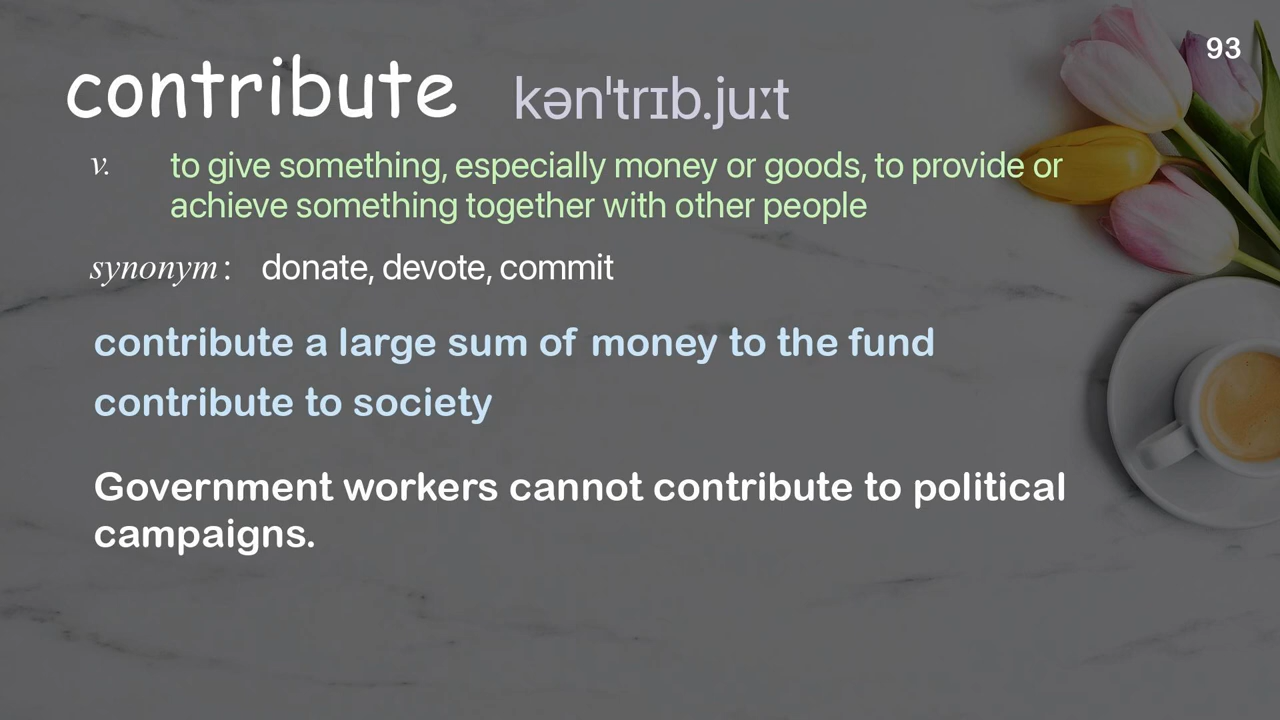 93
contribute kənˈtrɪb.juːt
v. to give something, especially money or goods, to provide or
achieve something together with other people
synonym : donate, devote, commit
contribute a large sum of money to the fund
contribute to society
Government workers cannot contribute to political
campaigns.